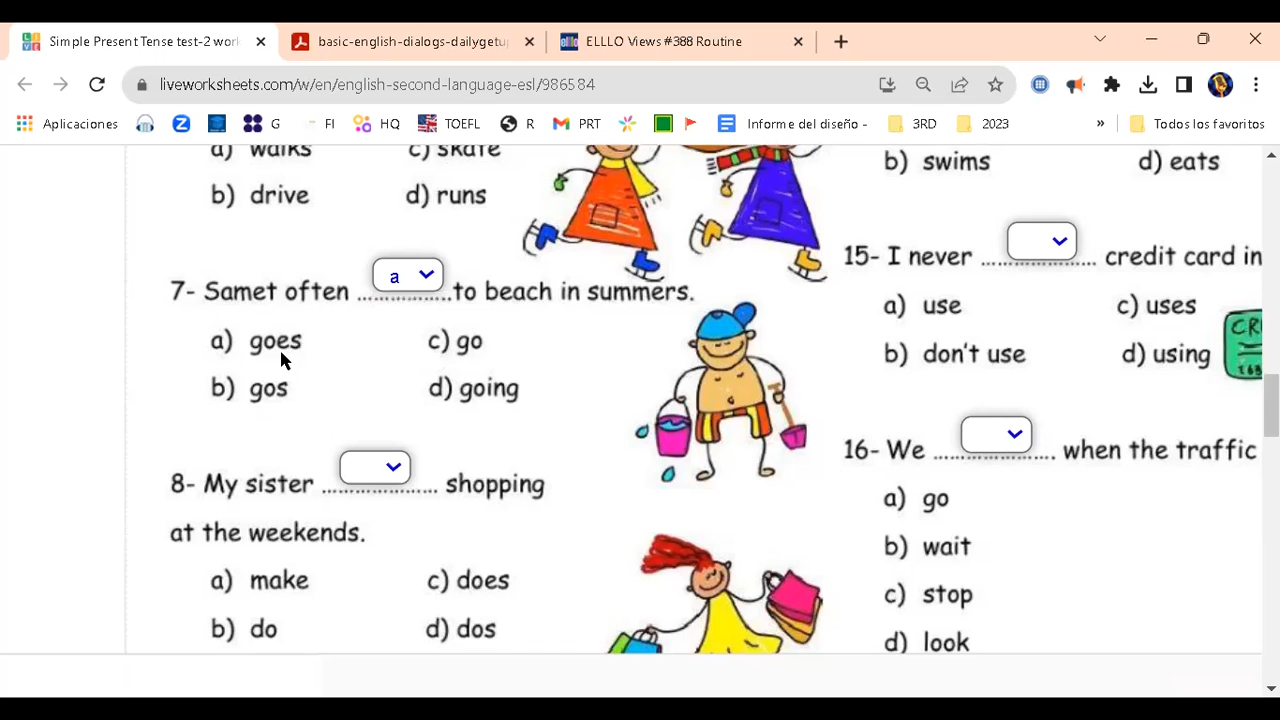 Simple Present Tense test-2 wor
basic-english-dialogs-dailygetup
ELLLO Views #388 Routine
liveworksheets.com/w/en/english-second-language-esl/986584
Aplicaciones
G
FI
HQ
TOEFL
R
PRT
Informe del diseño -
3RD
2023
»
Todos los favoritos
a) walks c) skate
b) drive d) runs
7- Samet often a ............to beach in summers.
a) goes c) go
b) gos d) going
8- My sister ............ shopping
at the weekends.
a) make c) does
b) do d) dos
b) swims d) eats
15- I never ............ credit card in
a) use c) uses
b) don't use d) using
CR
16- We ............ when the traffic
a) go
b) wait
c) stop
d) look